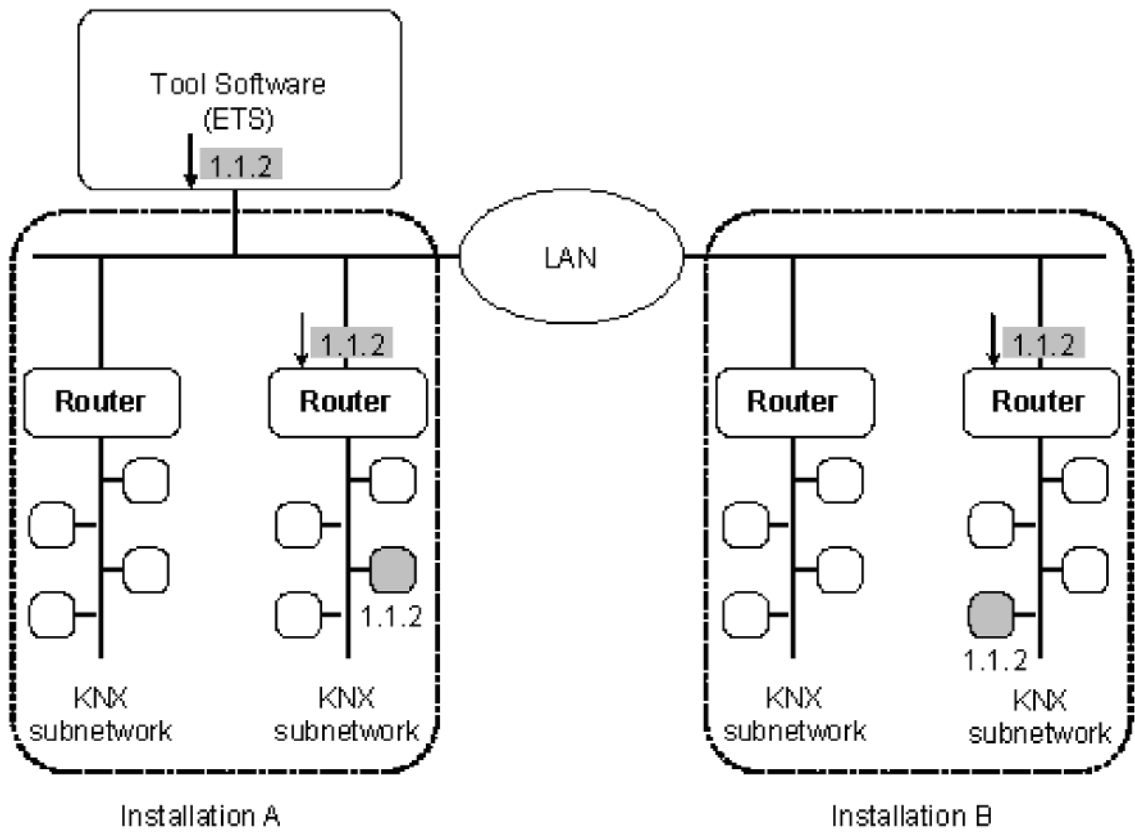 Tool Software
(ETS)
1.1.2
LAN
1.1.2
1.1.2
Router
Router
Router
Router
1.1.2
1.1.2
KNX
subnetwork
KNX
subnetwork
KNX
subnetwork
KNX
subnetwork
Installation A
Installation B